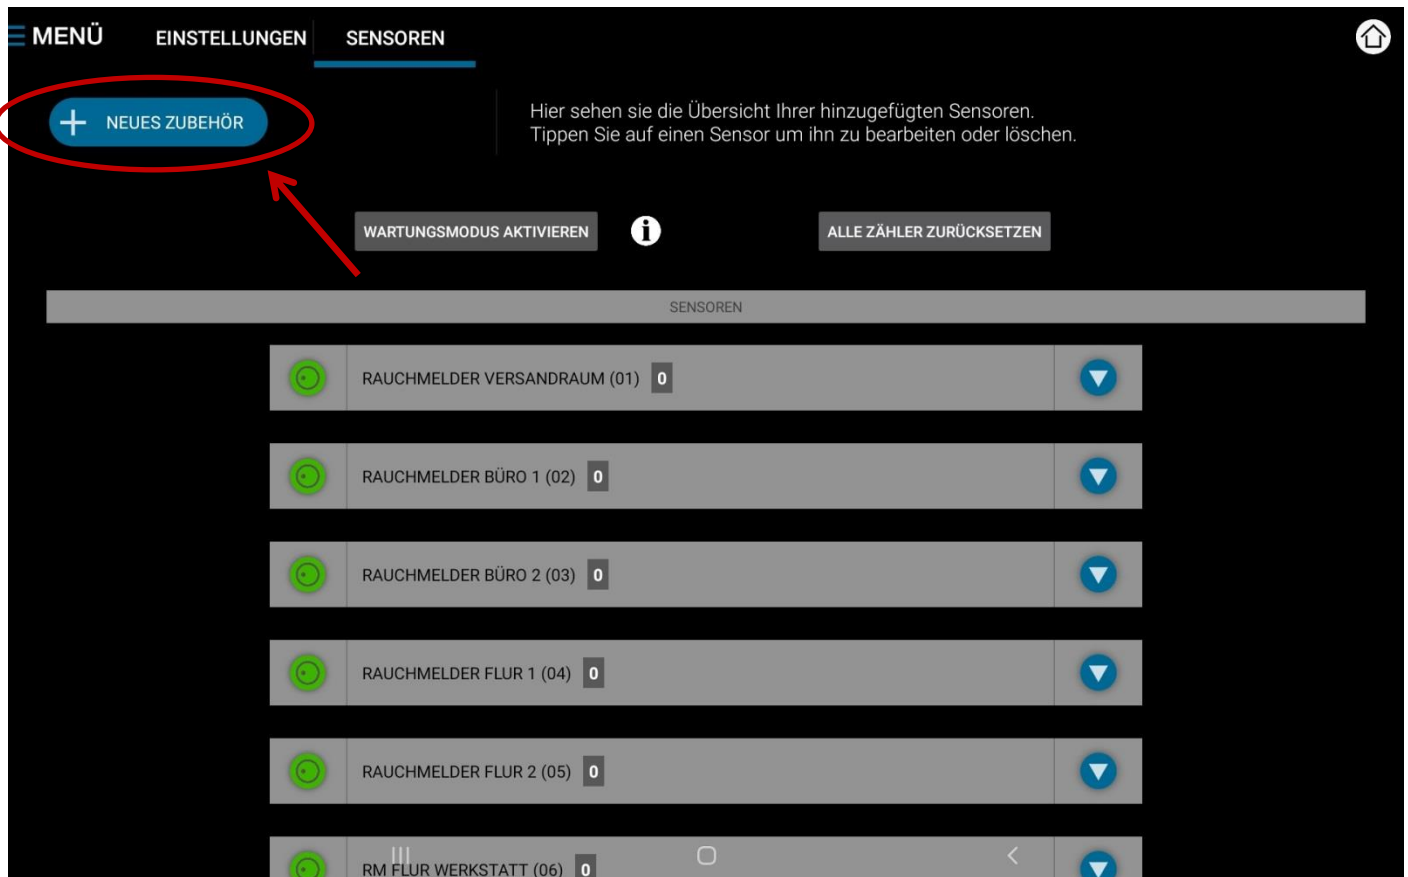 MENÜ EINSTELLUNGEN SENSOREN
NEUES ZUBEHÖR
Hier sehen sie die Übersicht Ihrer hinzugefügten Sensoren.
Tippen Sie auf einen Sensor um ihn zu bearbeiten oder löschen.
WARTUNGSMODUS AKTIVIEREN i ALLE ZÄHLER ZURÜCKSETZEN
SENSOREN
RAUCHMELDER VERSANDRAUM (01) 0
RAUCHMELDER BÜRO 1 (02) 0
RAUCHMELDER BÜRO 2 (03) 0
RAUCHMELDER FLUR 1 (04) 0
RAUCHMELDER FLUR 2 (05) 0
RM FLUR WERKSTATT (06) 0